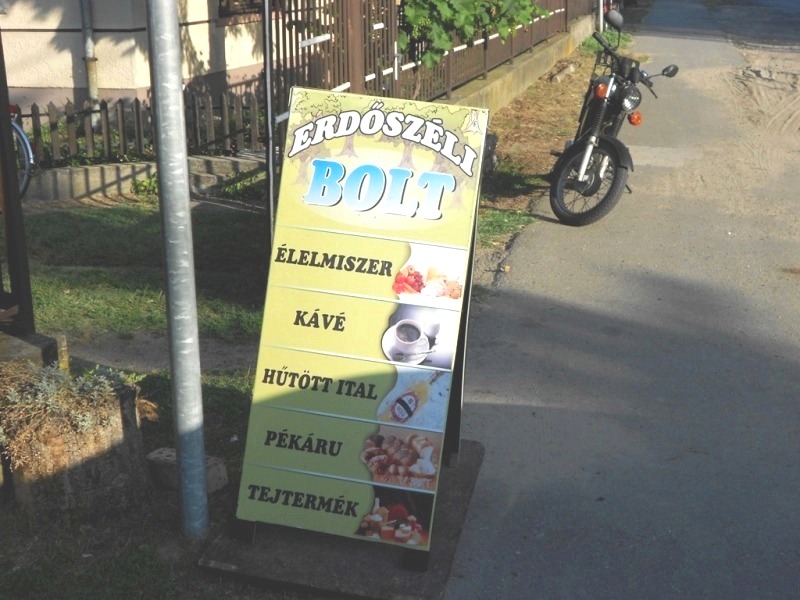 ERDŐSZÉLI
BOLT
ÉLELMISZER
KÁVÉ
HŰTÖTT ITAL
PÉKÁRU
TEJTERMÉK